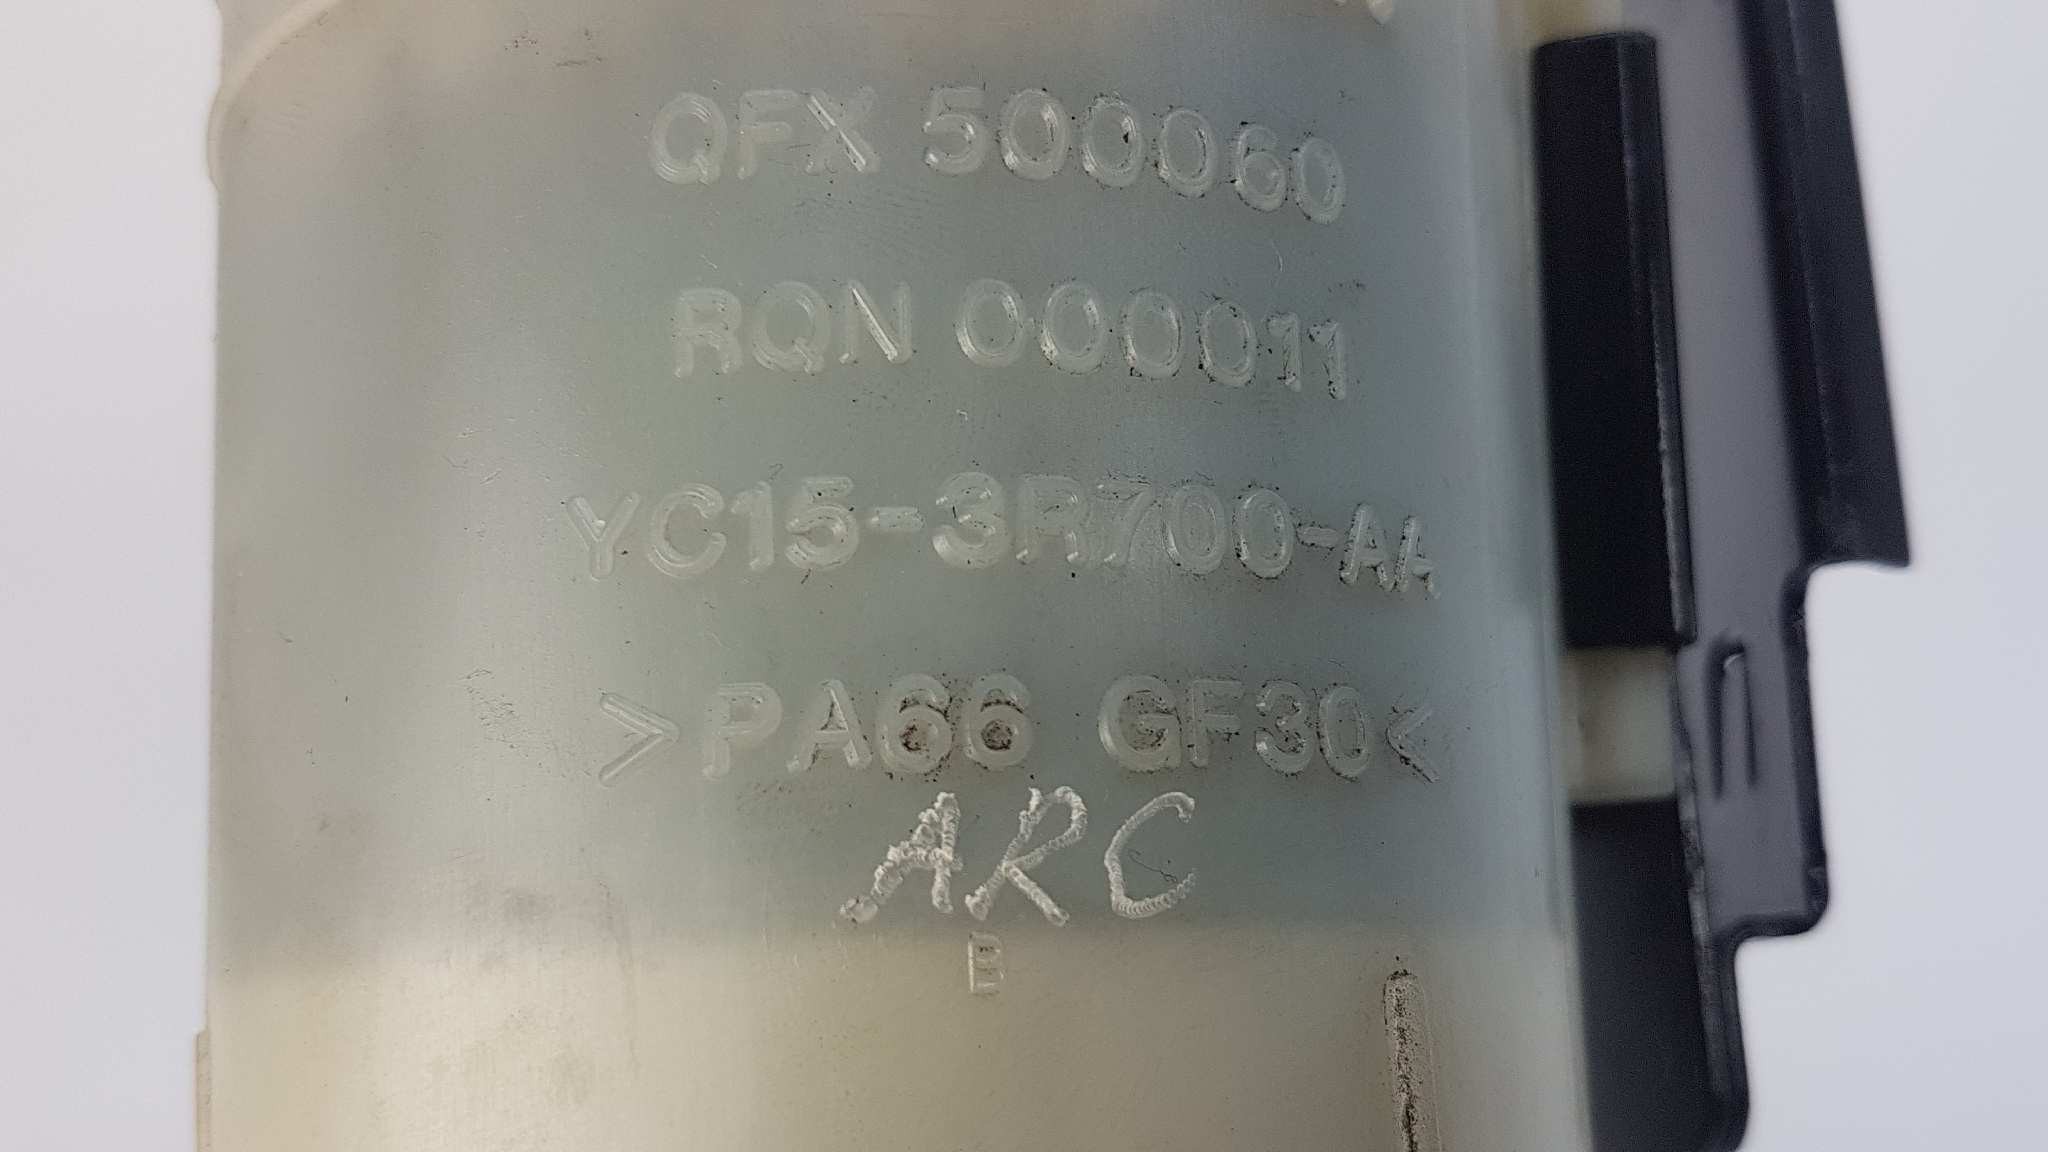 QFX 500060
RQN 000011
YC15-3R700-AA
>PA66 GF30<
ARC